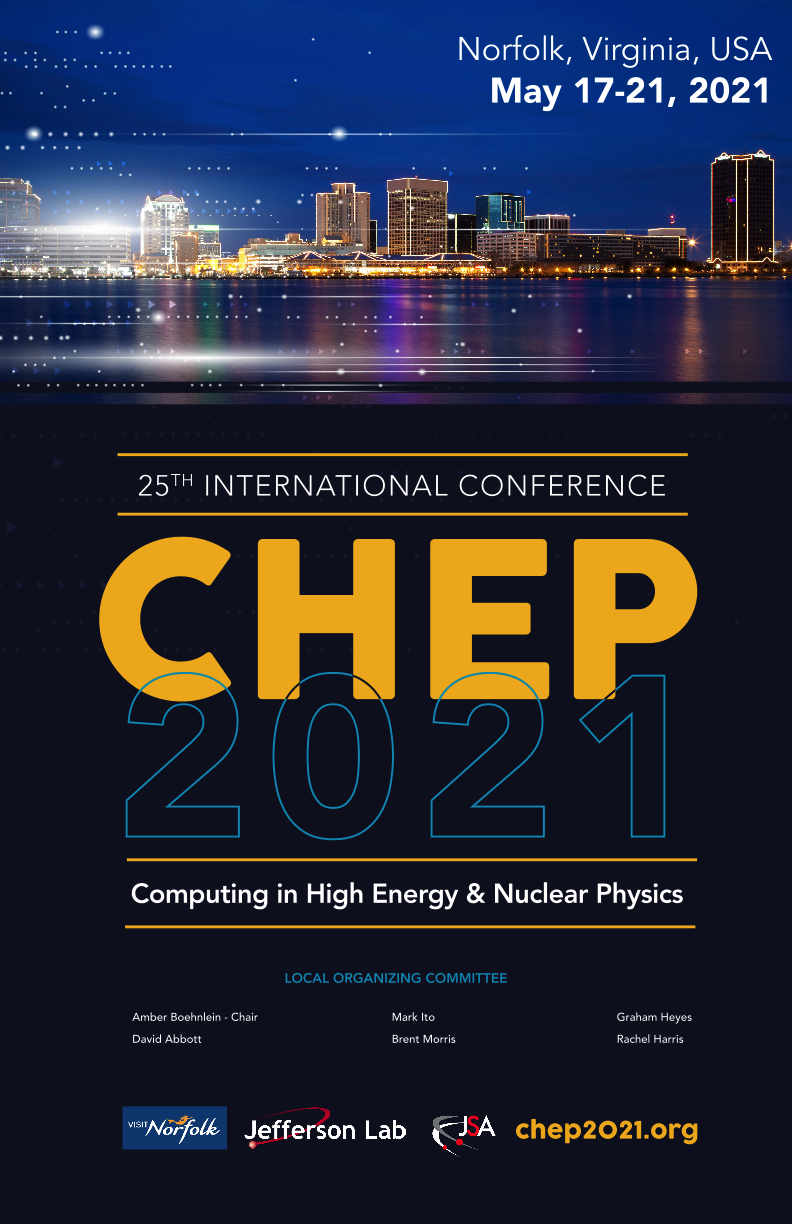 Norfolk, Virginia, USA
May 17-21, 2021
25TH INTERNATIONAL CONFERENCE
CHEP
2021
Computing in High Energy & Nuclear Physics
LOCAL ORGANIZING COMMITTEE
Amber Boehnlein - Chair
David Abbott
Mark Ito
Brent Morris
Graham Heyes
Rachel Harris
VISIT Norfolk
Jefferson Lab
JSA
chep2021.org